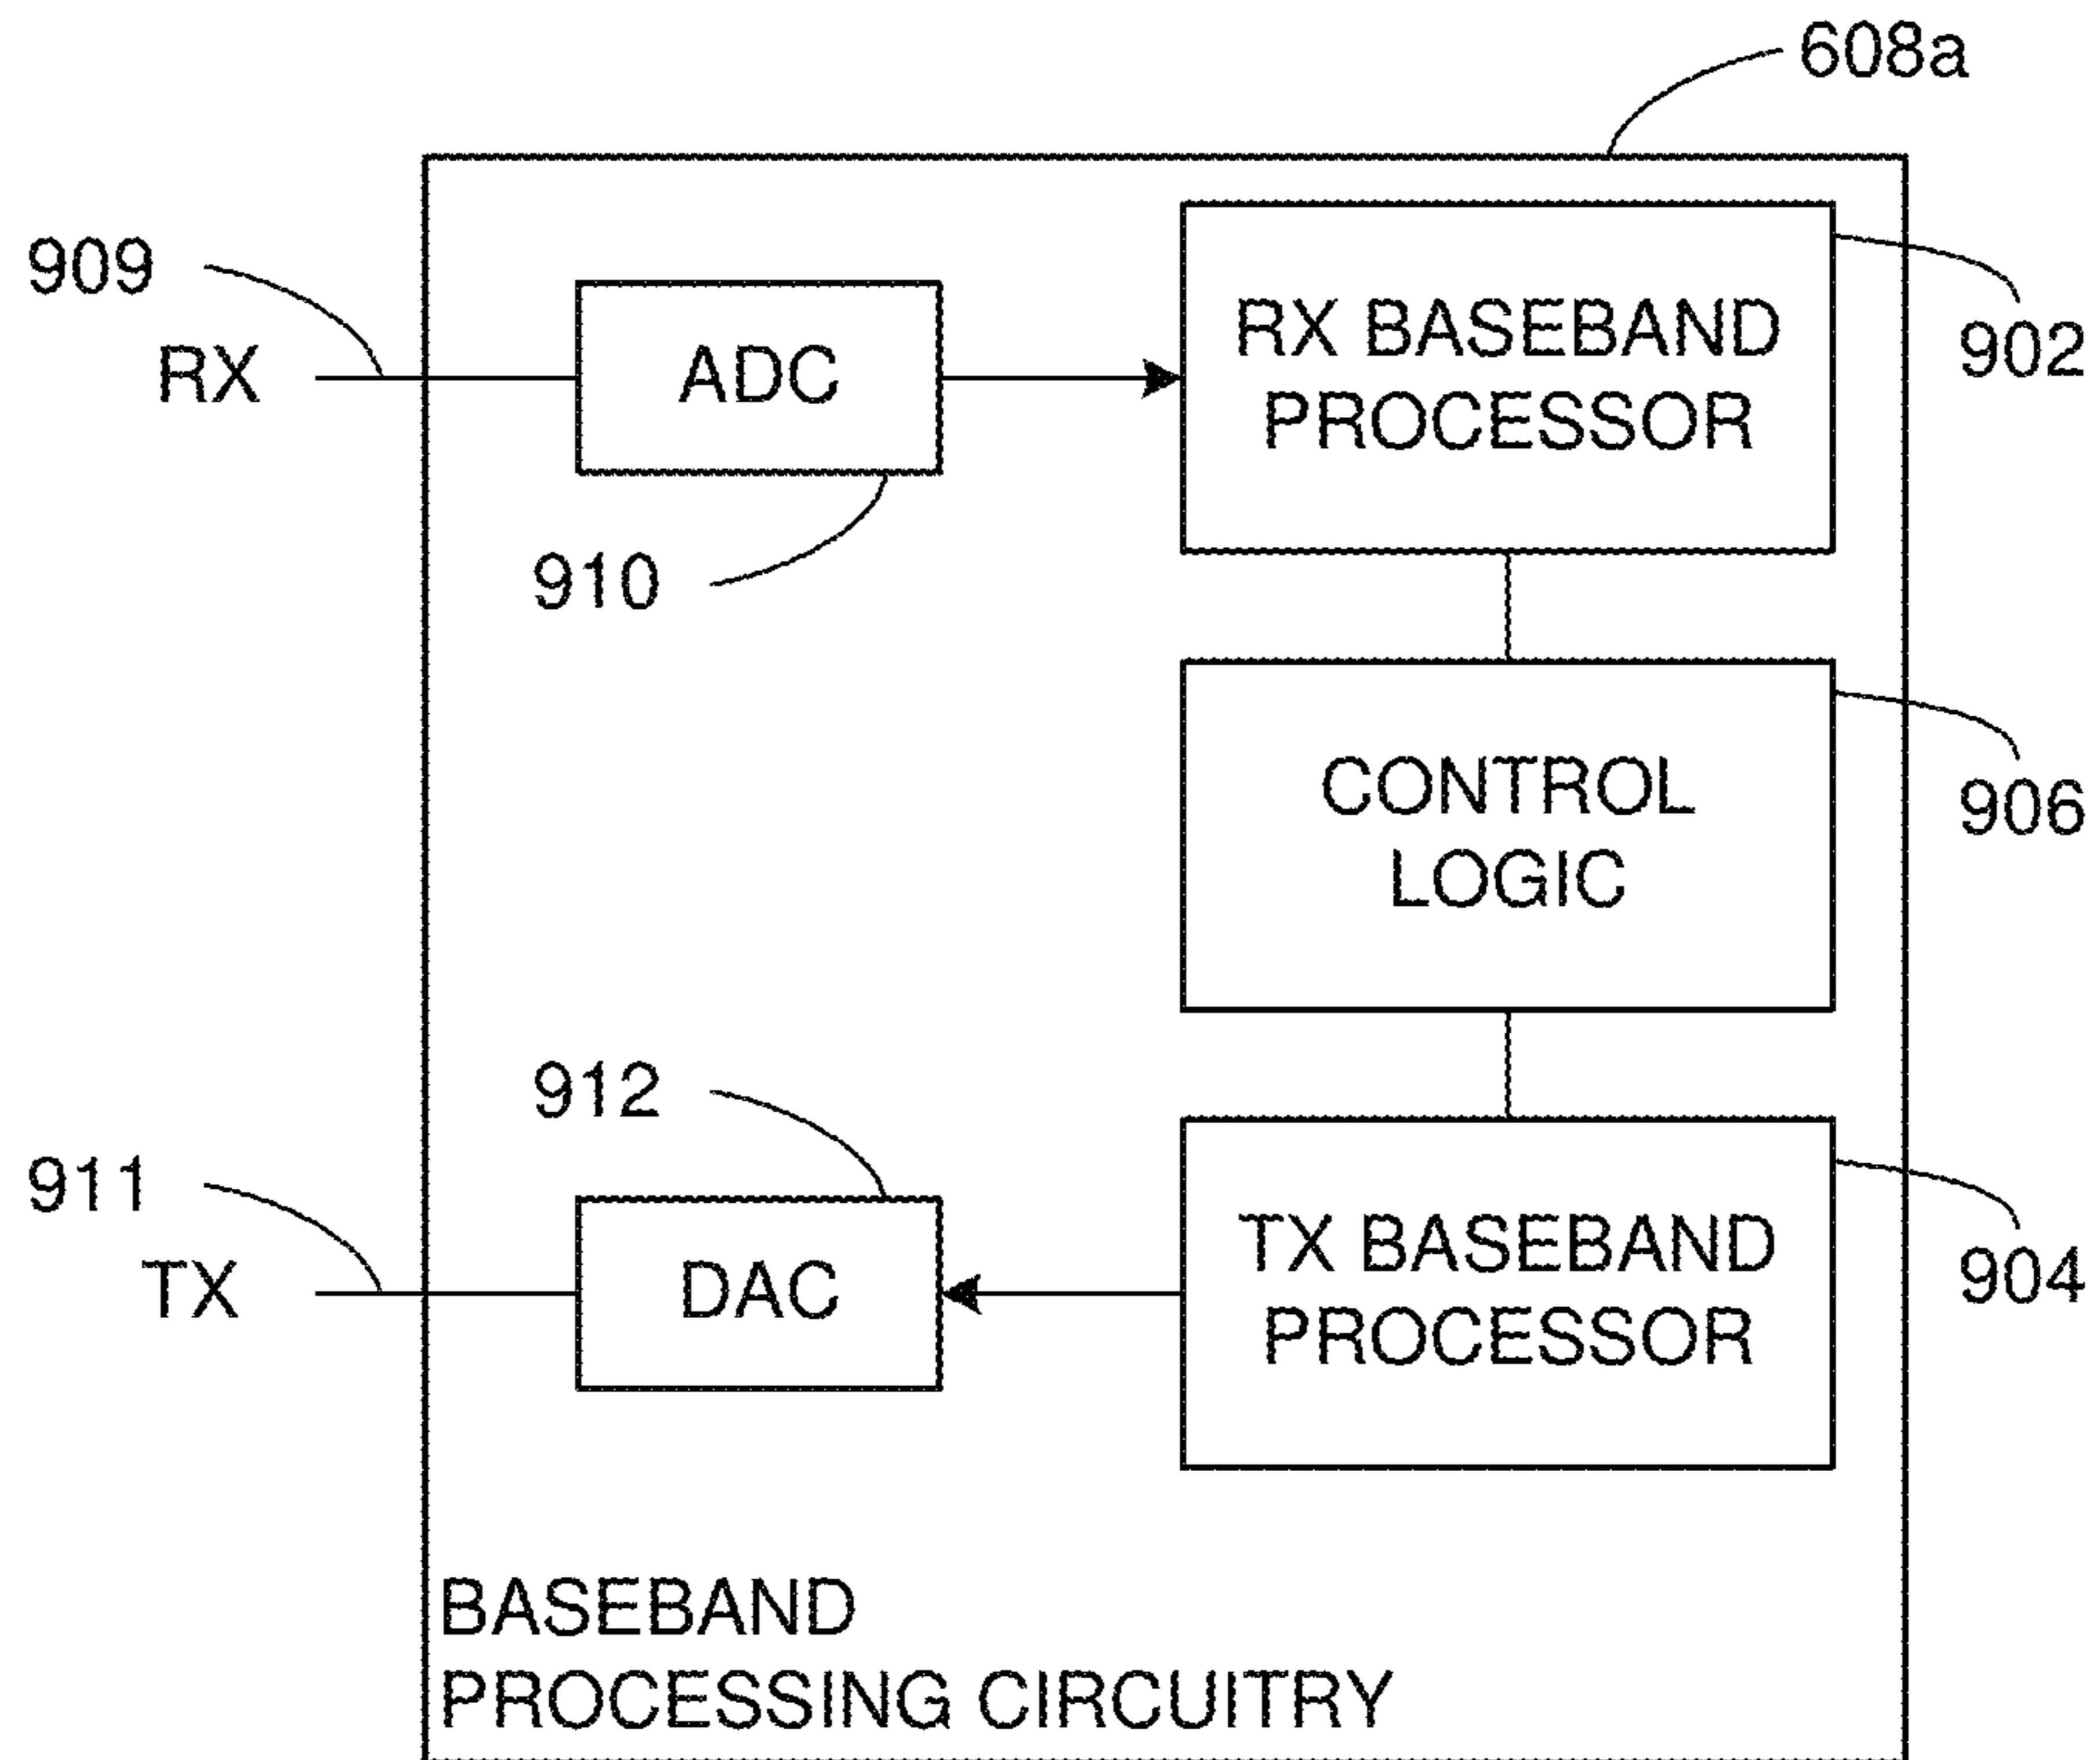 608a
909
RX
ADC
RX BASEBAND
PROCESSOR
902
910
CONTROL
LOGIC
906
912
911
TX
DAC
TX BASEBAND
PROCESSOR
904
BASEBAND
PROCESSING CIRCUITRY